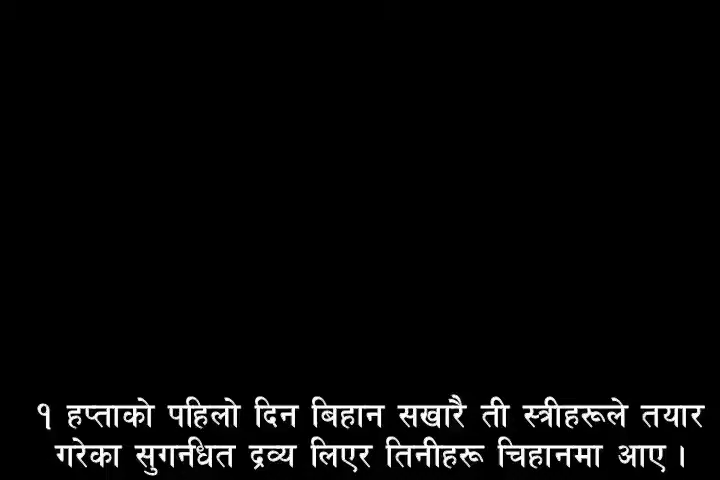 १ हप्ताको पहिलो दिन बिहान सखारै ती स्त्रीहरूले तयार
गरेका सुगन्धित द्रव्य लिएर तिनीहरू चिहानमा आए ।